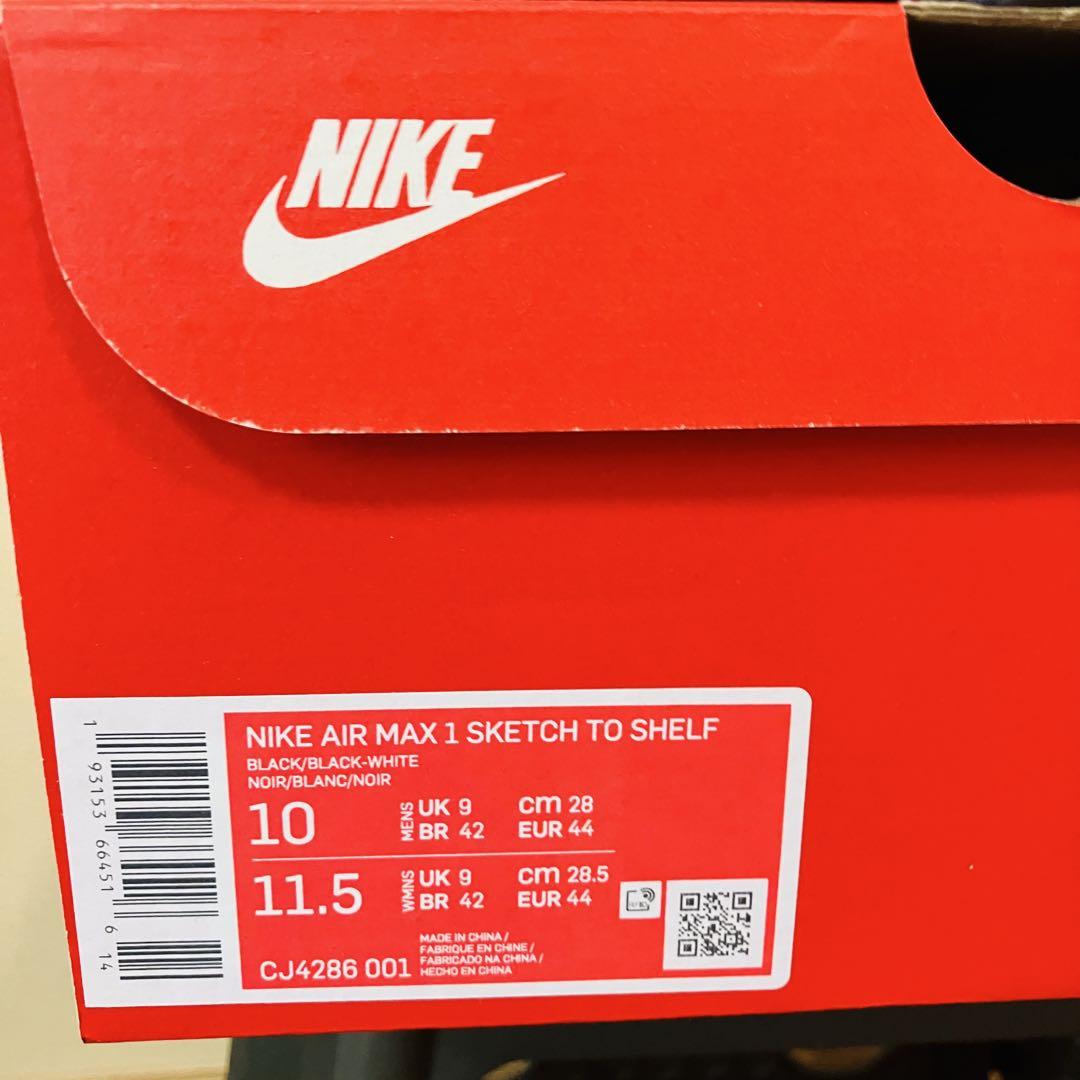 NIKE
NIKE AIR MAX 1 SKETCH TO SHELF
BLACK/BLACK-WHITE
NOIR/BLANC/NOIR
10 MENS UK 9 cm 28
BR 42 EUR 44
11.5 WMNS UK 9 cm 28.5
BR 42 EUR 44
CJ4286 001
MADE IN CHINA /
FABRIQUE EN CHINE /
FABRICADO NA CHINA /
HECHO EN CHINA
1 93153 66451 6 14